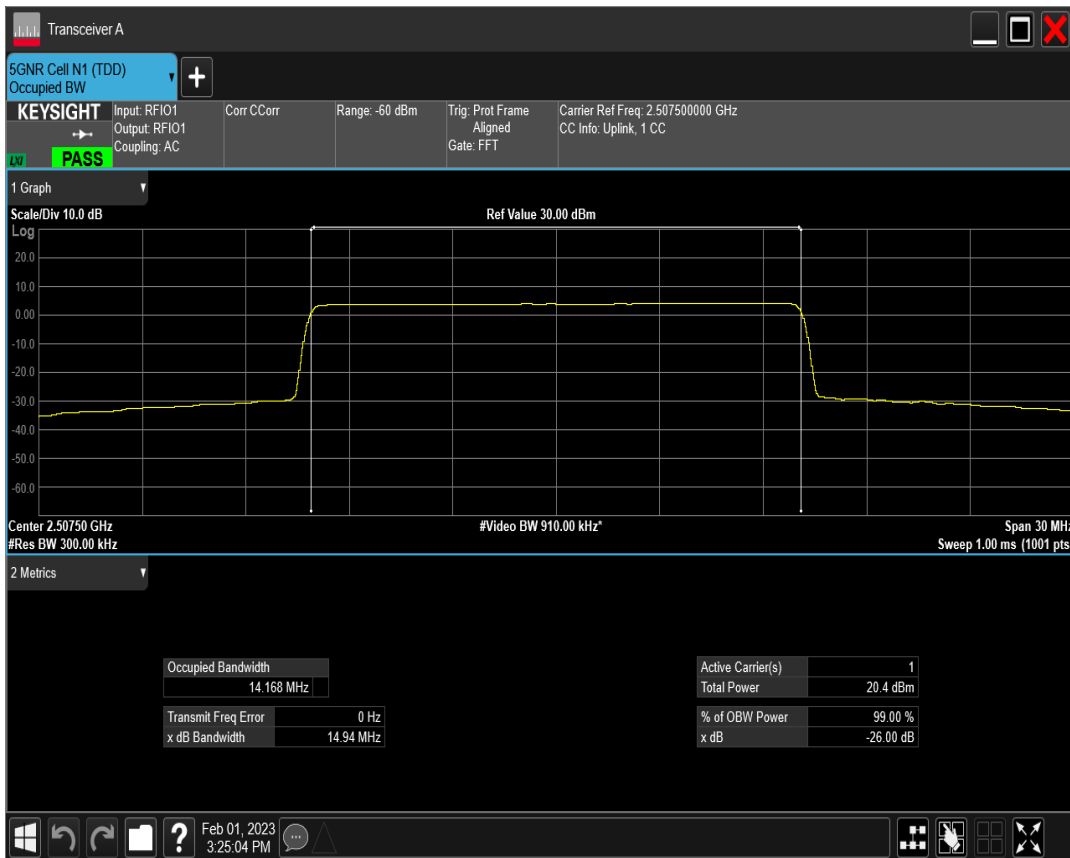 Transceiver A
5GNR Cell N1 (TDD)
Occupied BW
+
KEYSIGHT
LXI
PASS
Input: RFIO1
Output: RFIO1
Coupling: AC
Corr CCorr
Range: -60 dBm
Trig: Prot Frame
Aligned
Gate: FFT
Carrier Ref Freq: 2.507500000 GHz
CC Info: Uplink, 1 CC
1 Graph
Scale/Div 10.0 dB
Ref Value 30.00 dBm
Log
20.0
10.0
0.00
-10.0
-20.0
-30.0
-40.0
-50.0
-60.0
Center 2.50750 GHz
#Video BW 910.00 kHz*
Span 30 MHz
#Res BW 300.00 kHz
Sweep 1.00 ms (1001 pts
2 Metrics
Occupied Bandwidth
14.168 MHz
Transmit Freq Error 0 Hz
x dB Bandwidth 14.94 MHz
Active Carrier(s) 1
Total Power 20.4 dBm
% of OBW Power 99.00 %
x dB -26.00 dB
?
Feb 01, 2023
3:25:04 PM